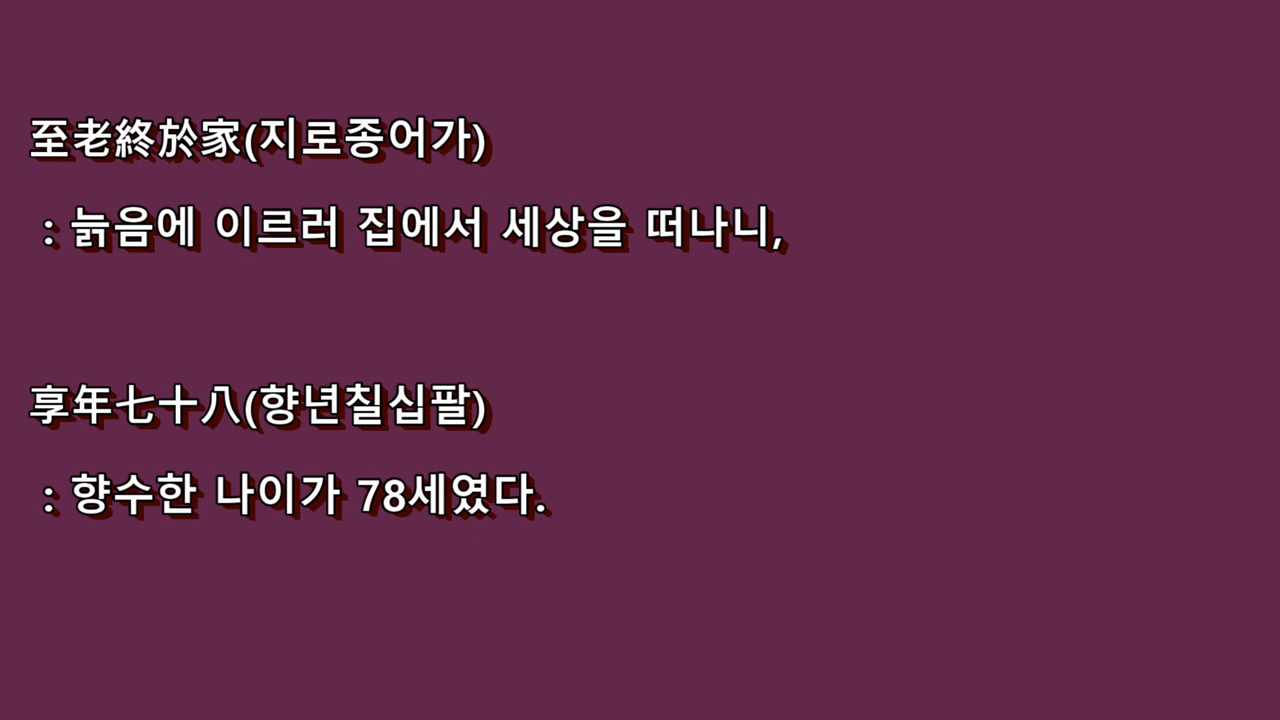 至老終於家(지로종어가)
: 늙음에 이르러 집에서 세상을 떠나니,
享年七十八(향년칠십팔)
: 향수한 나이가 78세였다.